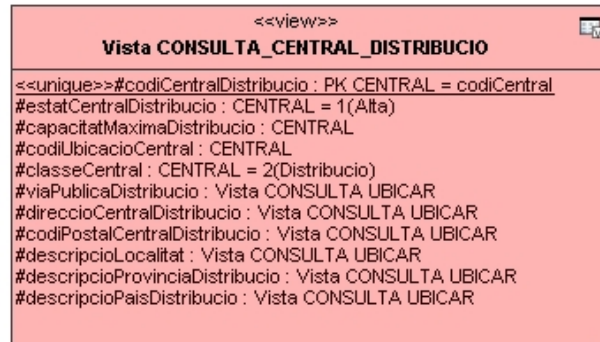 <<view>>
Vista CONSULTA_CENTRAL_DISTRIBUCIO
<<unique>>#codiCentralDistribucio : PK CENTRAL = codiCentral
#estatCentralDistribucio : CENTRAL = 1(Alta)
#capacitatMaximaDistribucio : CENTRAL
#codiUbicacioCentral : CENTRAL
#classeCentral : CENTRAL = 2(Distribucio)
#viaPublicaDistribucio : Vista CONSULTA UBICAR
#direccioCentralDistribucio : Vista CONSULTA UBICAR
#codiPostalCentralDistribucio : Vista CONSULTA UBICAR
#descripcioLocalitat : Vista CONSULTA UBICAR
#descripcioProvinciaDistribucio : Vista CONSULTA UBICAR
#descripcioPaisDistribucio : Vista CONSULTA UBICAR